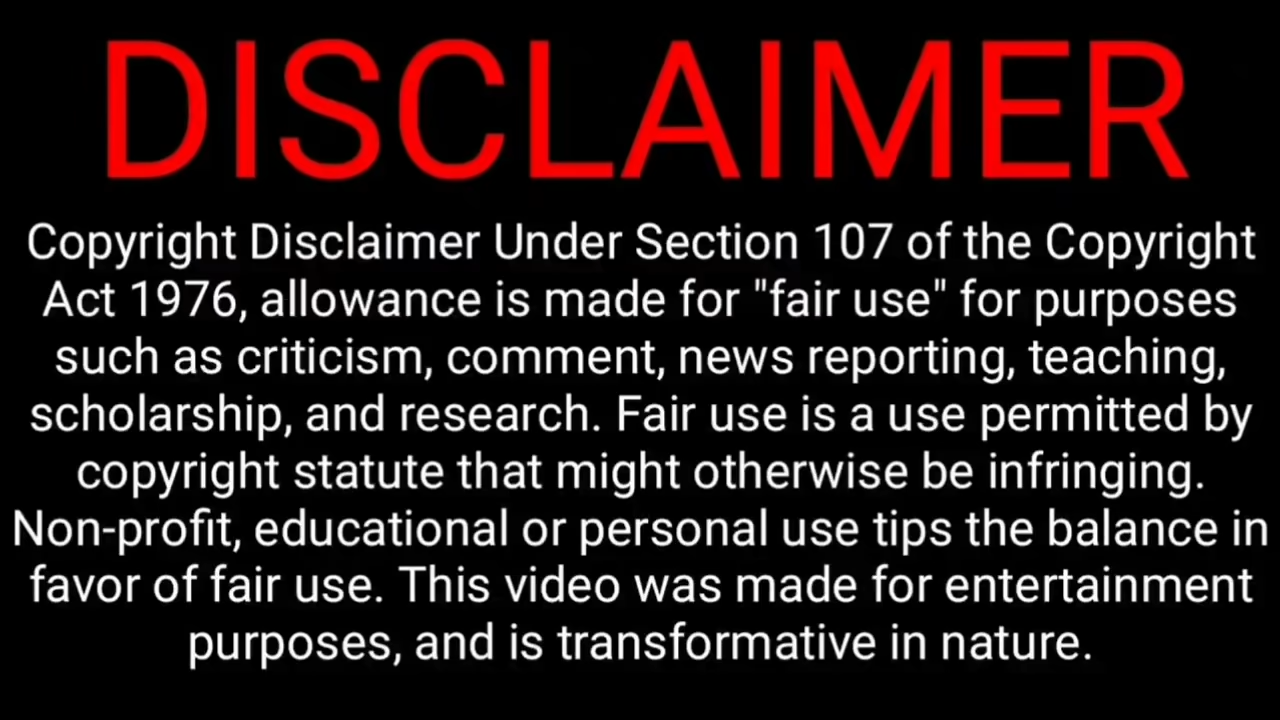 DISCLAIMER
Copyright Disclaimer Under Section 107 of the Copyright
Act 1976, allowance is made for "fair use" for purposes
such as criticism, comment, news reporting, teaching,
scholarship, and research. Fair use is a use permitted by
copyright statute that might otherwise be infringing.
Non-profit, educational or personal use tips the balance in
favor of fair use. This video was made for entertainment
purposes, and is transformative in nature.